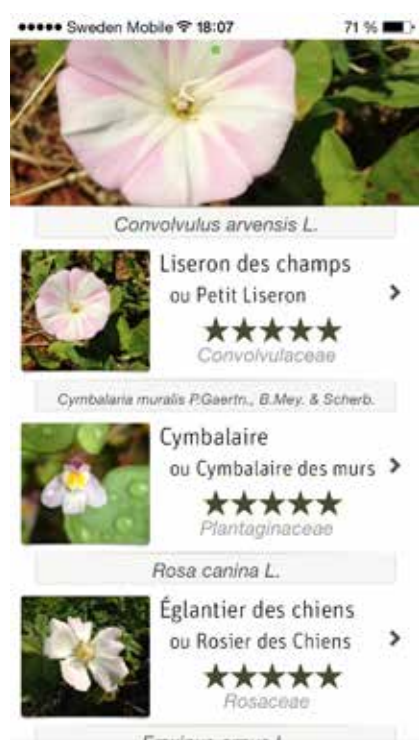 Sweden Mobile 18:07 71 %
Convolvulus arvensis L.
Liseron des champs
ou Petit Liseron
Convolvulaceae
Cymbalaria muralis P.Gaertn., B.Mey. & Scherb.
Cymbalaire
ou Cymbalaire des murs
Plantaginaceae
Rosa canina L.
Églantier des chiens
ou Rosier des Chiens
Rosaceae